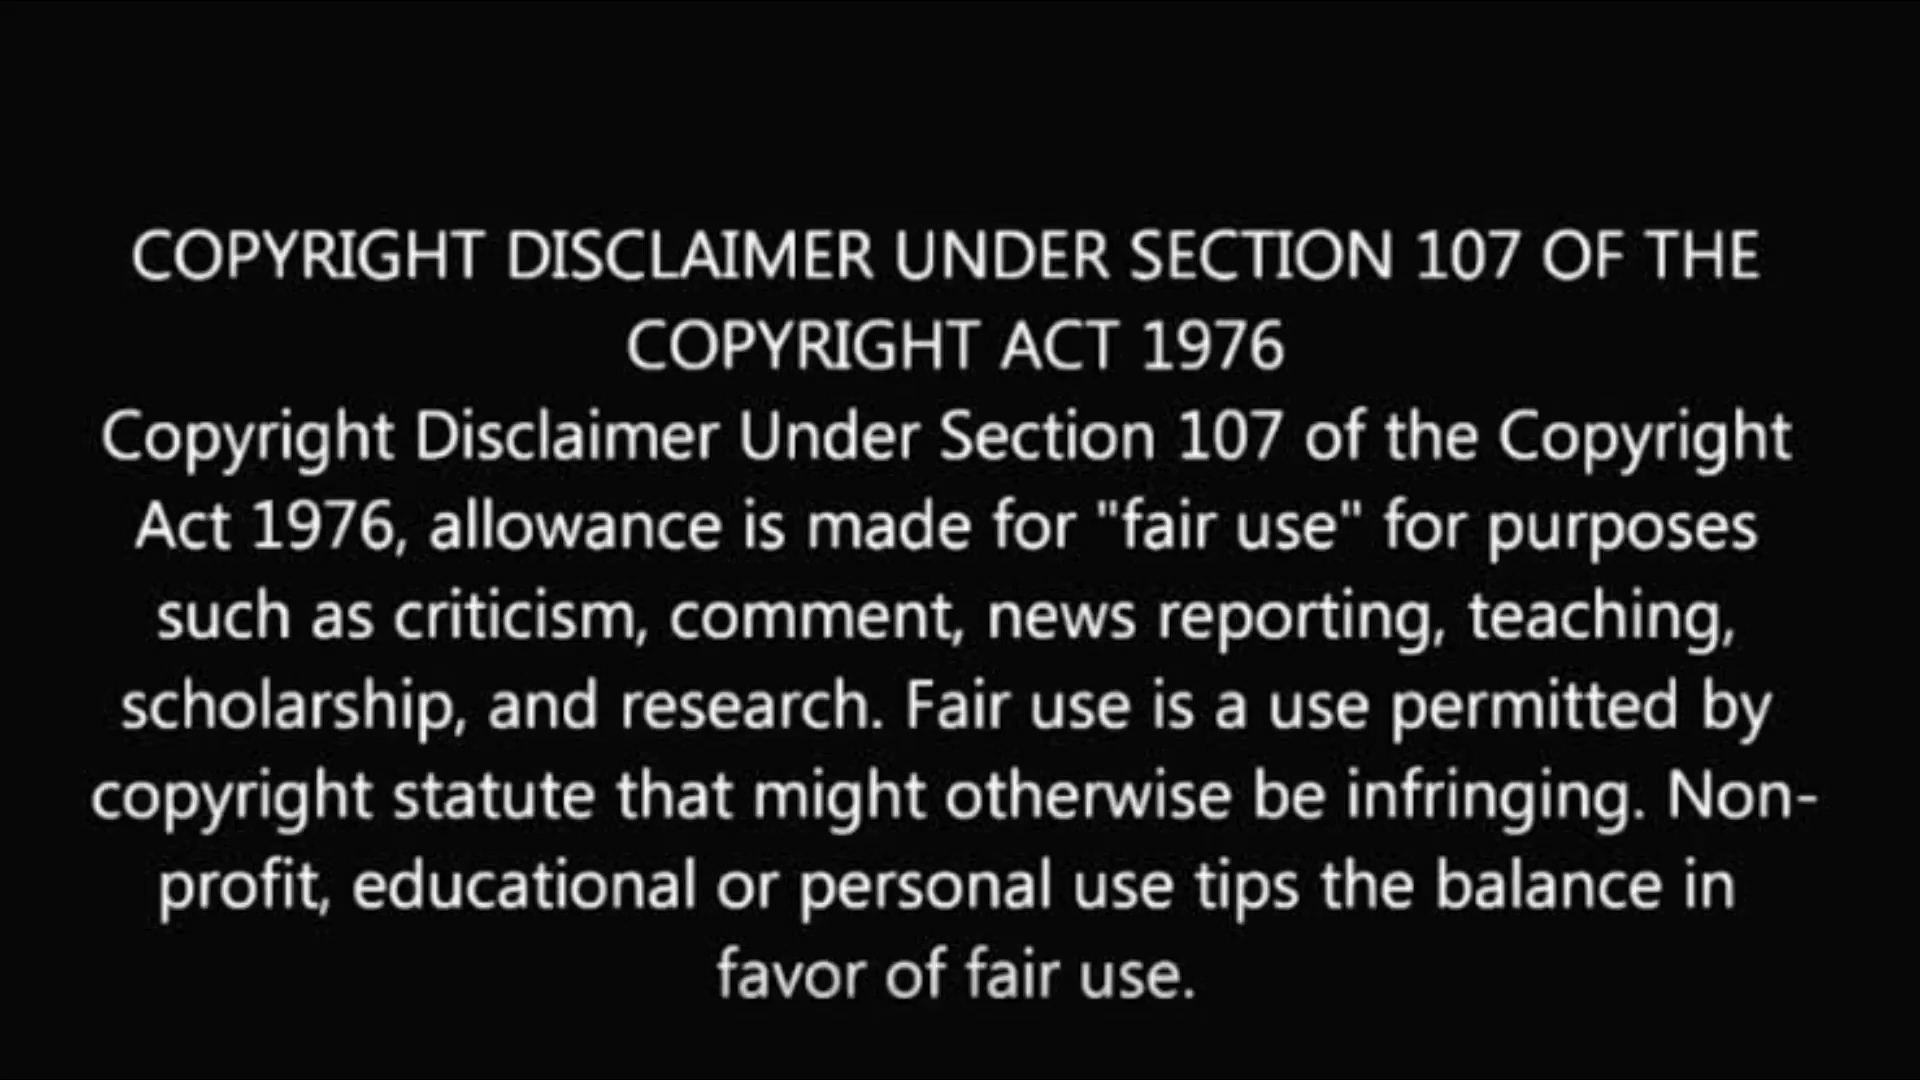 COPYRIGHT DISCLAIMER UNDER SECTION 107 OF THE
COPYRIGHT ACT 1976
Copyright Disclaimer Under Section 107 of the Copyright
Act 1976, allowance is made for "fair use" for purposes
such as criticism, comment, news reporting, teaching,
scholarship, and research. Fair use is a use permitted by
copyright statute that might otherwise be infringing. Non-
profit, educational or personal use tips the balance in
favor of fair use.